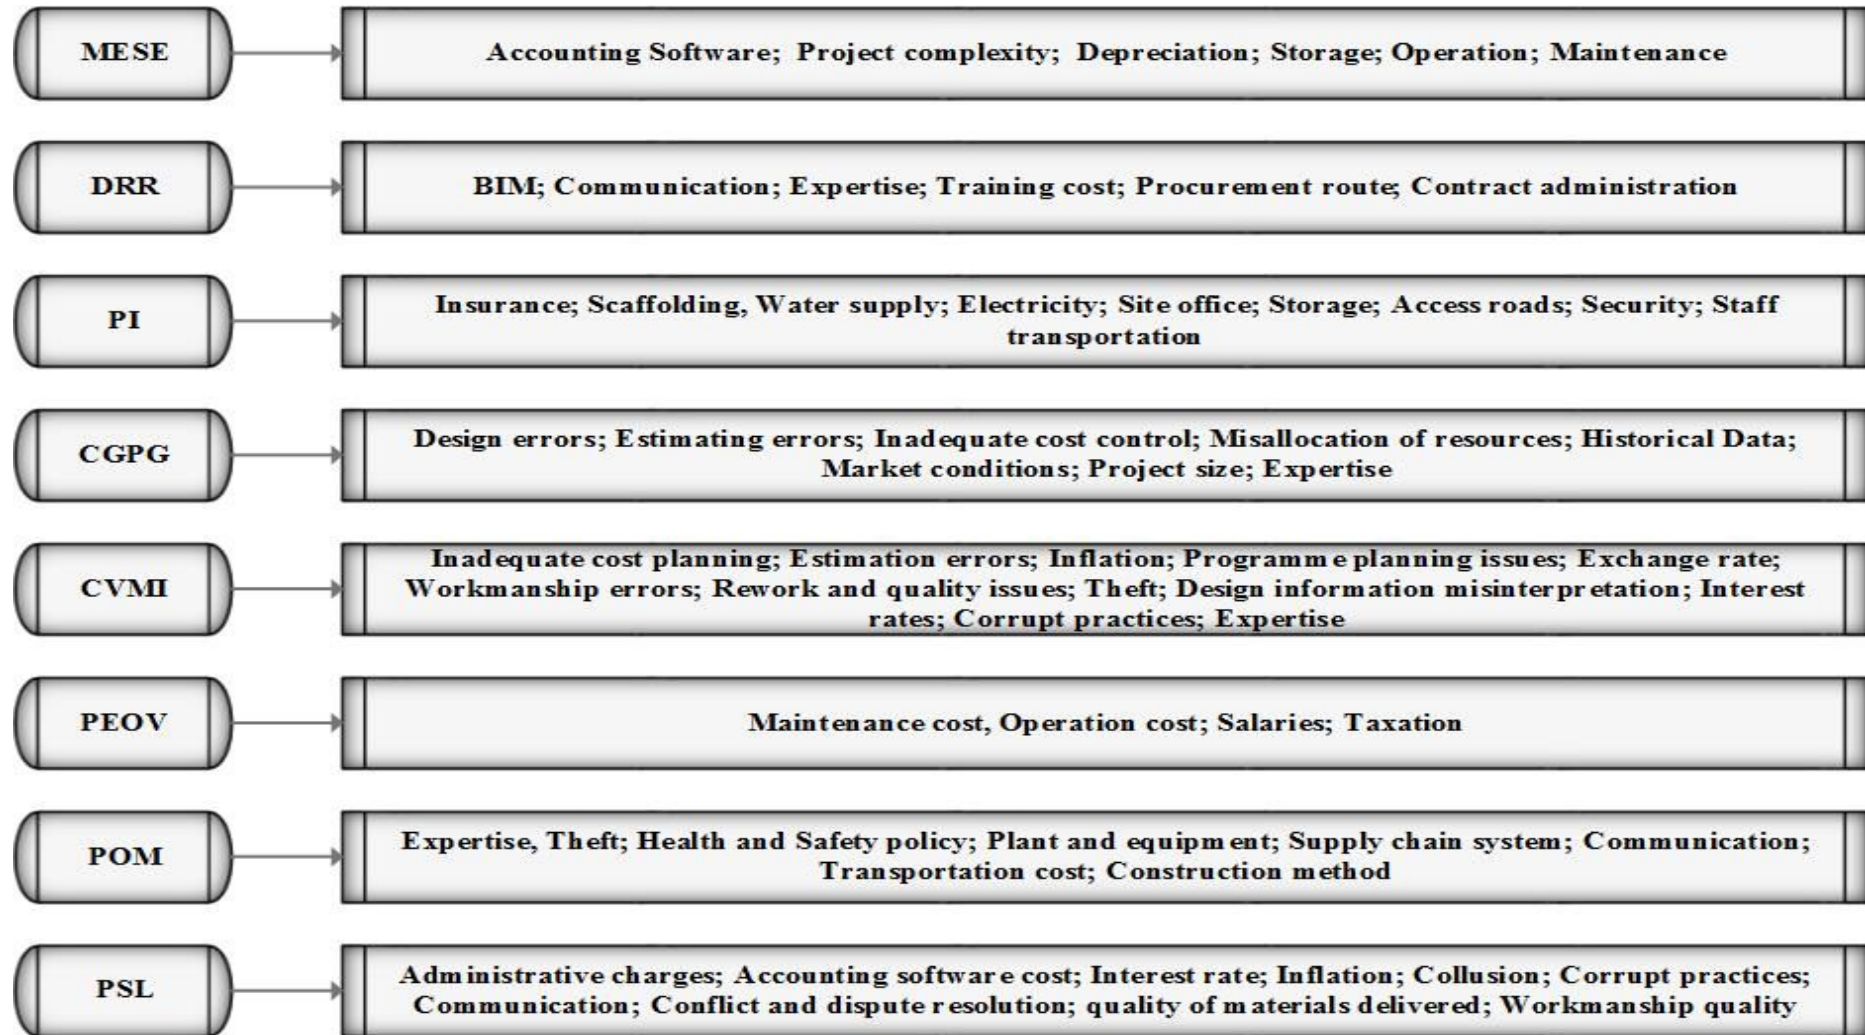 MESE
Accounting Software; Project complexity; Depreciation; Storage; Operation; Maintenance
DRR
BIM; Communication; Expertise; Training cost; Procurement route; Contract administration
PI
Insurance; Scaffolding, Water supply; Electricity; Site office; Storage; Access roads; Security; Staff
transportation
CGPG
Design errors; Estimating errors; Inadequate cost control; Misallocation of resources; Historical Data;
Market conditions; Project size; Expertise
CVMI
Inadequate cost planning; Estimation errors; Inflation; Programme planning issues; Exchange rate;
Workmanship errors; Rework and quality issues; Theft; Design information misinterpretation; Interest
rates; Corrupt practices; Expertise
PEOV
Maintenance cost, Operation cost; Salaries; Taxation
POM
Expertise, Theft; Health and Safety policy; Plant and equipment; Supply chain system; Communication;
Transportation cost; Construction method
PSL
Administrative charges; Accounting software cost; Interest rate; Inflation; Collusion; Corrupt practices;
Communication; Conflict and dispute resolution; quality of materials delivered; Workmanship quality